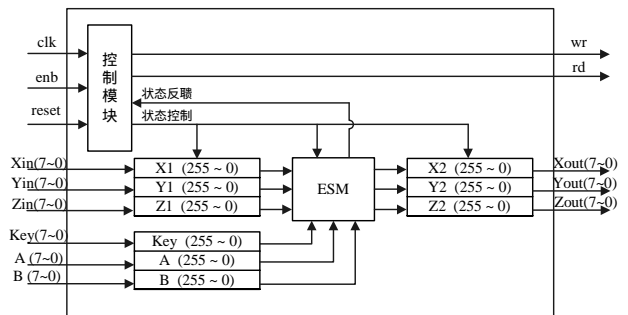 clk
enb
reset
控制模块
wr
rd
状态反馈
状态控制
Xin(7~0)
Yin(7~0)
Zin(7~0)
X1 (255 ~ 0)
Y1 (255 ~ 0)
Z1 (255 ~ 0)
ESM
X2 (255 ~ 0)
Y2 (255 ~ 0)
Z2 (255 ~ 0)
Xout(7~0)
Yout(7~0)
Zout(7~0)
Key(7~0)
A (7~0)
B (7~0)
Key (255 ~ 0)
A (255 ~ 0)
B (255 ~ 0)